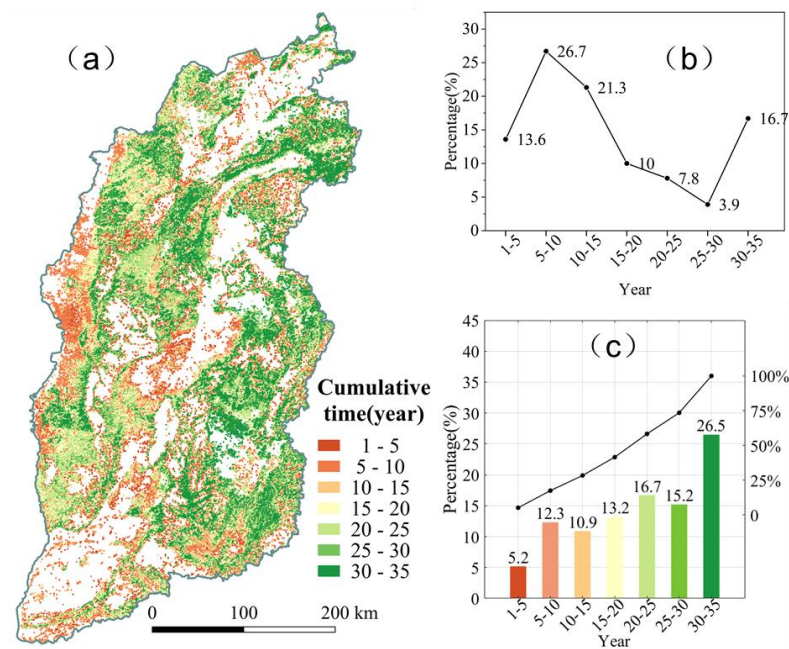 (a)
Cumulative
time(year)
1 - 5
5 - 10
10 - 15
15 - 20
20 - 25
25 - 30
30 - 35
0 100 200 km
(b)
Percentage(%)
30
25
20
15
10
5
0
13.6
26.7
21.3
10
7.8
3.9
16.7
1-5 5-10 10-15 15-20 20-25 25-30 30-35
Year
(c)
Percentage(%)
45
40
35
30
25
20
15
10
5
0
100%
75%
50%
25%
0
5.2
12.3
10.9
13.2
16.7
15.2
26.5
1-5 5-10 10-15 15-20 20-25 25-30 30-35
Year